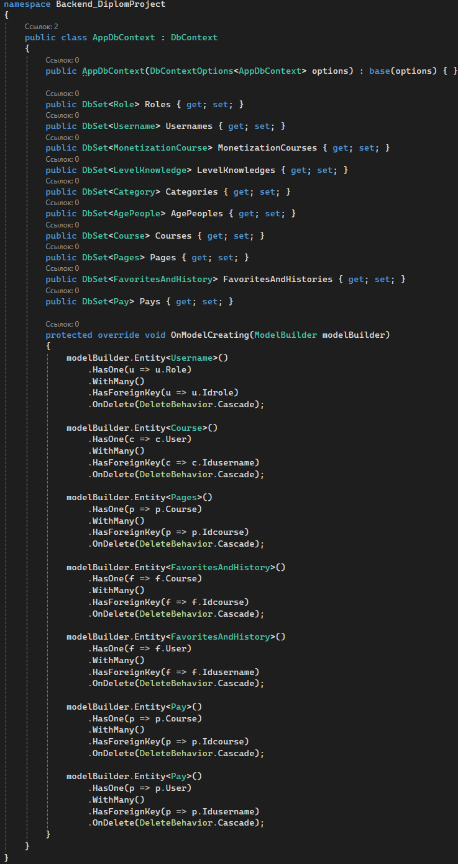 namespace Backend_DiplomProject
{
Ссылок: 2
public class AppDbContext : DbContext
{
Ссылок: 0
public AppDbContext(DbContextOptions<AppDbContext> options) : base(options) { }
Ссылок: 0
public DbSet<Role> Roles { get; set; }
Ссылок: 0
public DbSet<Username> Usernames { get; set; }
Ссылок: 0
public DbSet<MonetizationCourse> MonetizationCourses { get; set; }
Ссылок: 0
public DbSet<LevelKnowledge> LevelKnowledges { get; set; }
Ссылок: 0
public DbSet<Category> Categories { get; set; }
Ссылок: 0
public DbSet<AgePeople> AgePeoples { get; set; }
Ссылок: 0
public DbSet<Course> Courses { get; set; }
Ссылок: 0
public DbSet<Pages> Pages { get; set; }
Ссылок: 0
public DbSet<FavoritesAndHistory> FavoritesAndHistories { get; set; }
Ссылок: 0
public DbSet<Pay> Pays { get; set; }
Ссылок: 0
protected override void OnModelCreating(ModelBuilder modelBuilder)
{
modelBuilder.Entity<Username>()
.HasOne(u => u.Role)
.WithMany()
.HasForeignKey(u => u.Idrole)
.OnDelete(DeleteBehavior.Cascade);
modelBuilder.Entity<Course>()
.HasOne(c => c.User)
.WithMany()
.HasForeignKey(c => c.Idusername)
.OnDelete(DeleteBehavior.Cascade);
modelBuilder.Entity<Pages>()
.HasOne(p => p.Course)
.WithMany()
.HasForeignKey(p => p.Idcourse)
.OnDelete(DeleteBehavior.Cascade);
modelBuilder.Entity<FavoritesAndHistory>()
.HasOne(f => f.Course)
.WithMany()
.HasForeignKey(f => f.Idcourse)
.OnDelete(DeleteBehavior.Cascade);
modelBuilder.Entity<FavoritesAndHistory>()
.HasOne(f => f.User)
.WithMany()
.HasForeignKey(f => f.Idusername)
.OnDelete(DeleteBehavior.Cascade);
modelBuilder.Entity<Pay>()
.HasOne(p => p.Course)
.WithMany()
.HasForeignKey(p => p.Idcourse)
.OnDelete(DeleteBehavior.Cascade);
modelBuilder.Entity<Pay>()
.HasOne(p => p.User)
.WithMany()
.HasForeignKey(p => p.Idusername)
.OnDelete(DeleteBehavior.Cascade);
}
}
}